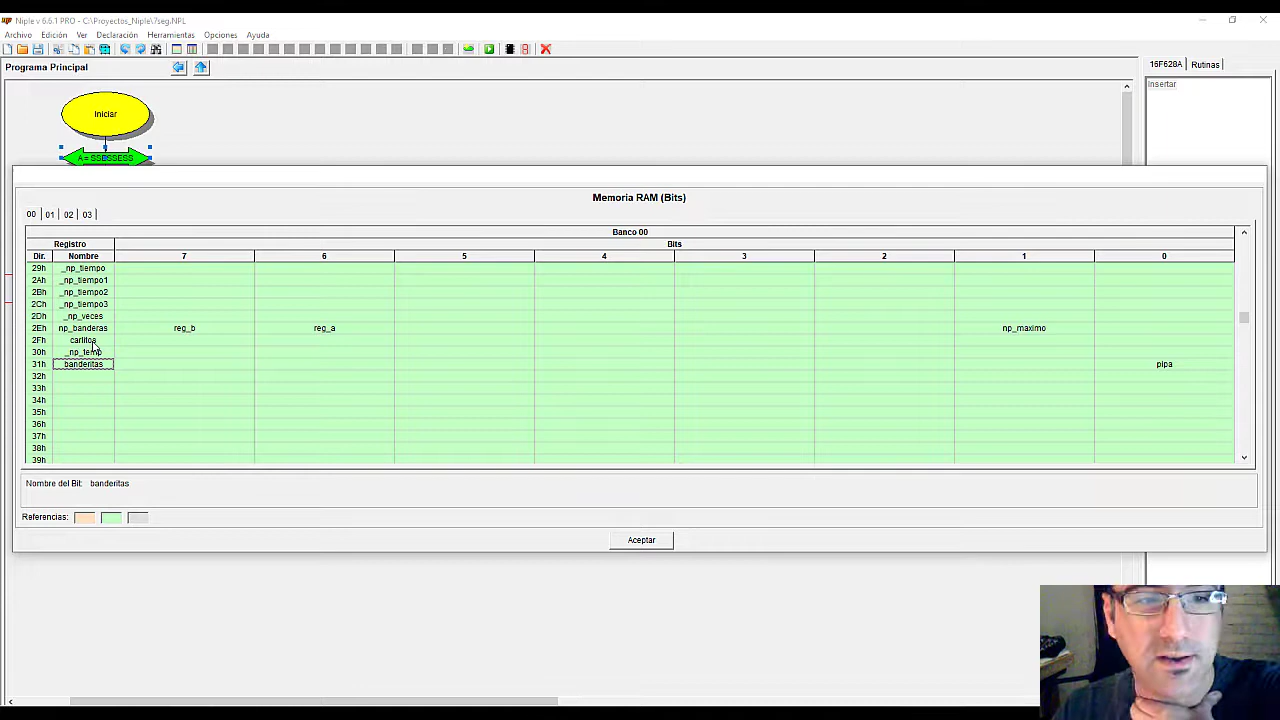 Niple v 6.6.1 PRO - C:\Proyectos_Niple\7seg.NPL
Archivo Edición Ver Declaración Herramientas Opciones Ayuda
Programa Principal
16F628A Rutinas
Insertar
Iniciar
A= SSESSESS
Memoria RAM (Bits)
00 01 02 03
Banco 00
Registro Bits
Dir. Nombre 7 6 5 4 3 2 1 0
29h _np_tiempo
2Ah _np_tiempo1
2Bh _np_tiempo2
2Ch _np_tiempo3
2Dh _np_veces
2Eh np_banderas reg_b reg_a np_maximo
2Fh carlitos
30h _np_temp
31h banderitas pipa
32h
33h
34h
35h
36h
37h
38h
39h
Nombre del Bit: banderitas
Referencias:
Aceptar